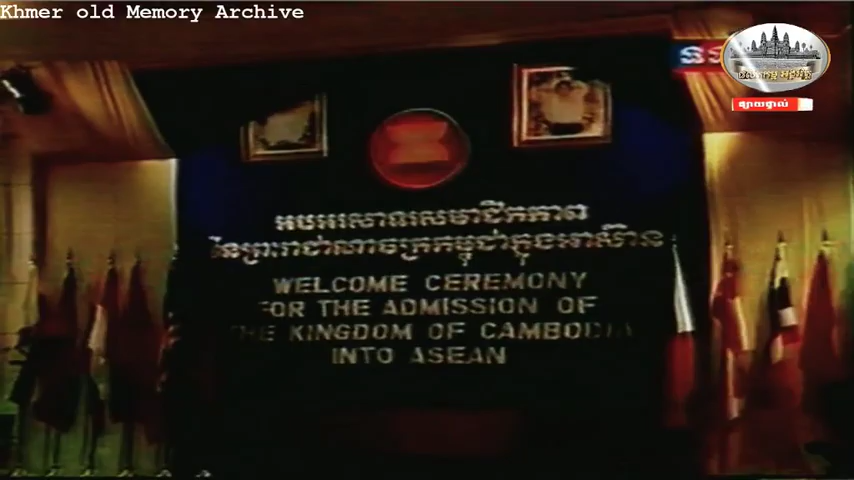 Khmer old Memory Archive
អបអរសាទរសមាជិកភាព
នៃព្រះរាជាណាចក្រកម្ពុជាក្នុងអាស៊ាន
WELCOME CEREMONY
FOR THE ADMISSION OF
THE KINGDOM OF CAMBODIA
INTO ASEAN